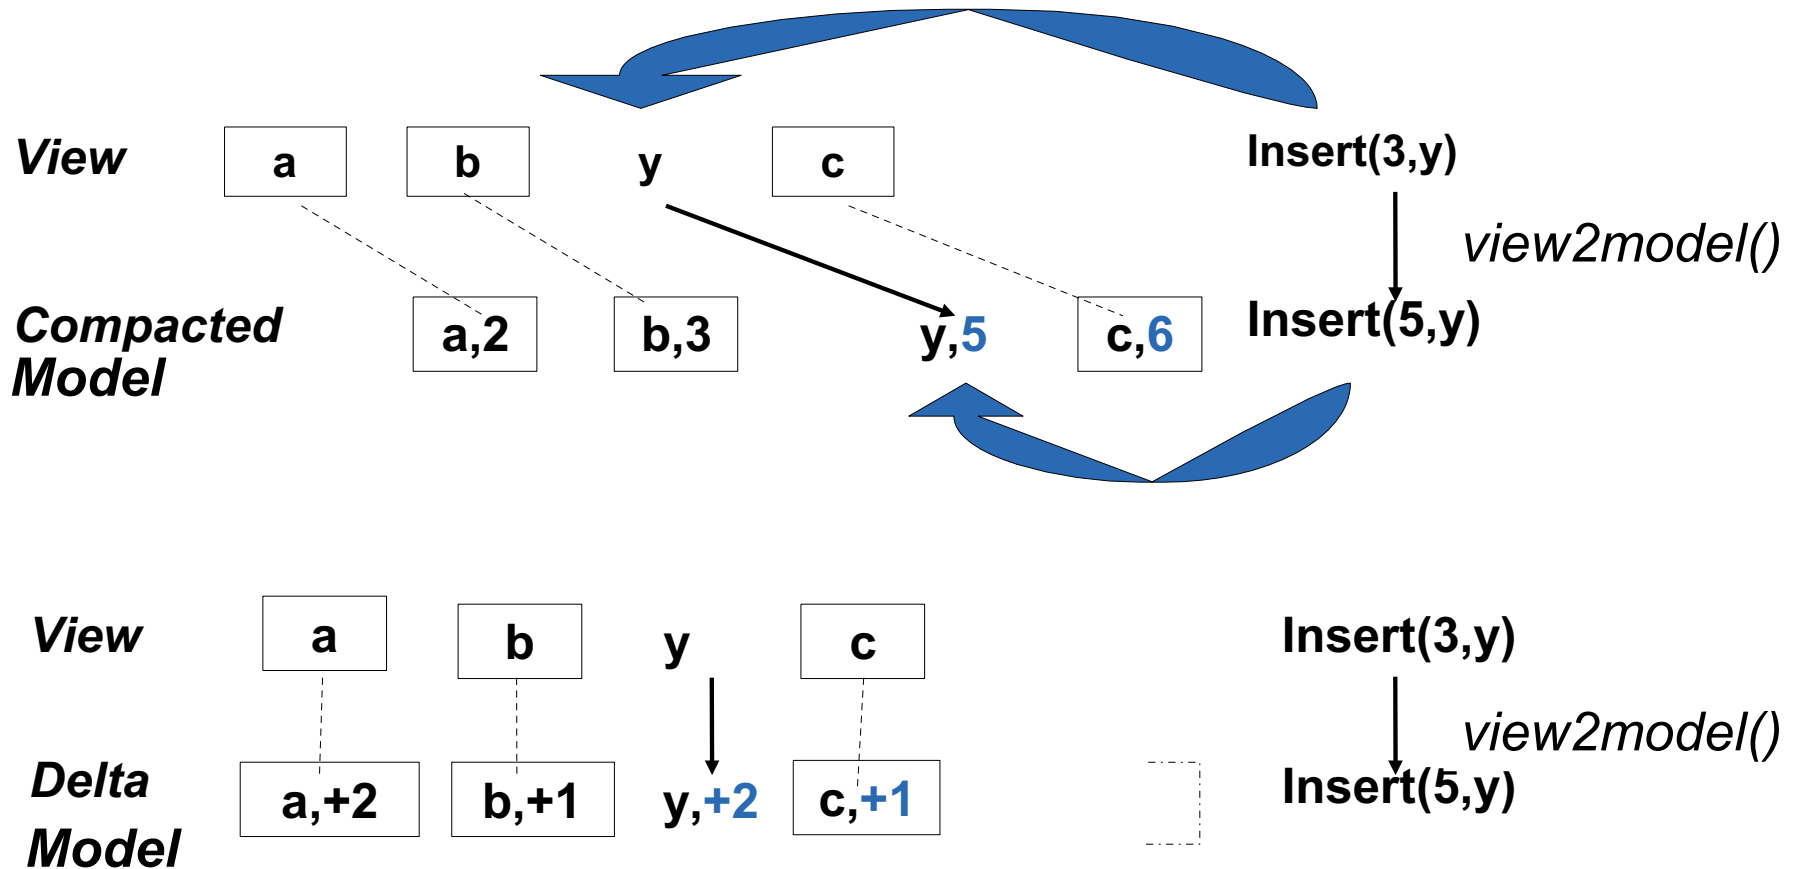 View a b y c Insert(3,y)
view2model()
Compacted
Model
a,2 b,3 y,5 c,6 Insert(5,y)
View a b y c Insert(3,y)
view2model()
Delta
Model
a,+2 b,+1 y,+2 c,+1 Insert(5,y)